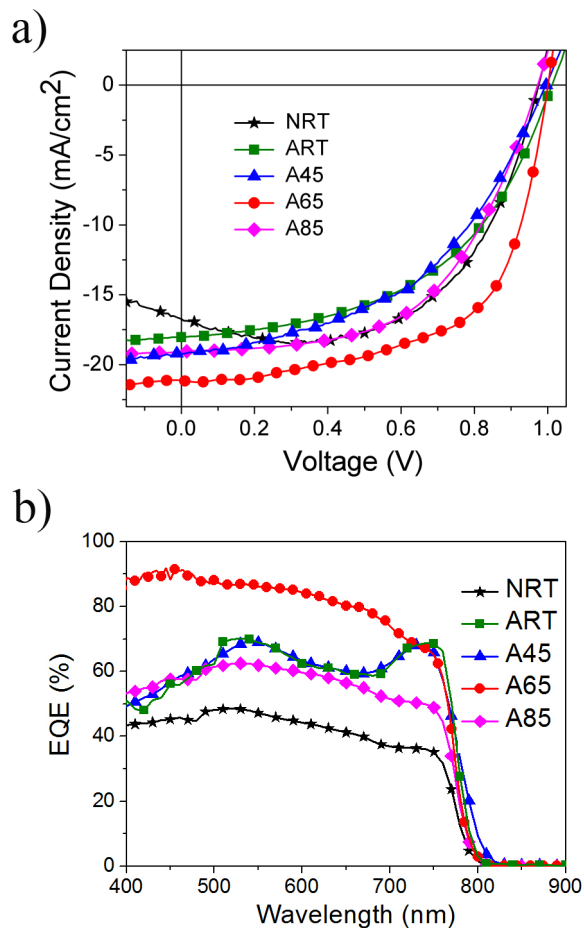 a)
0
-5
-10
-15
-20
Current Density (mA/cm²)
NRT
ART
A45
A65
A85
0.0 0.2 0.4 0.6 0.8 1.0
Voltage (V)
b)
100
80
60
40
20
0
EQE (%)
NRT
ART
A45
A65
A85
400 500 600 700 800 900
Wavelength (nm)